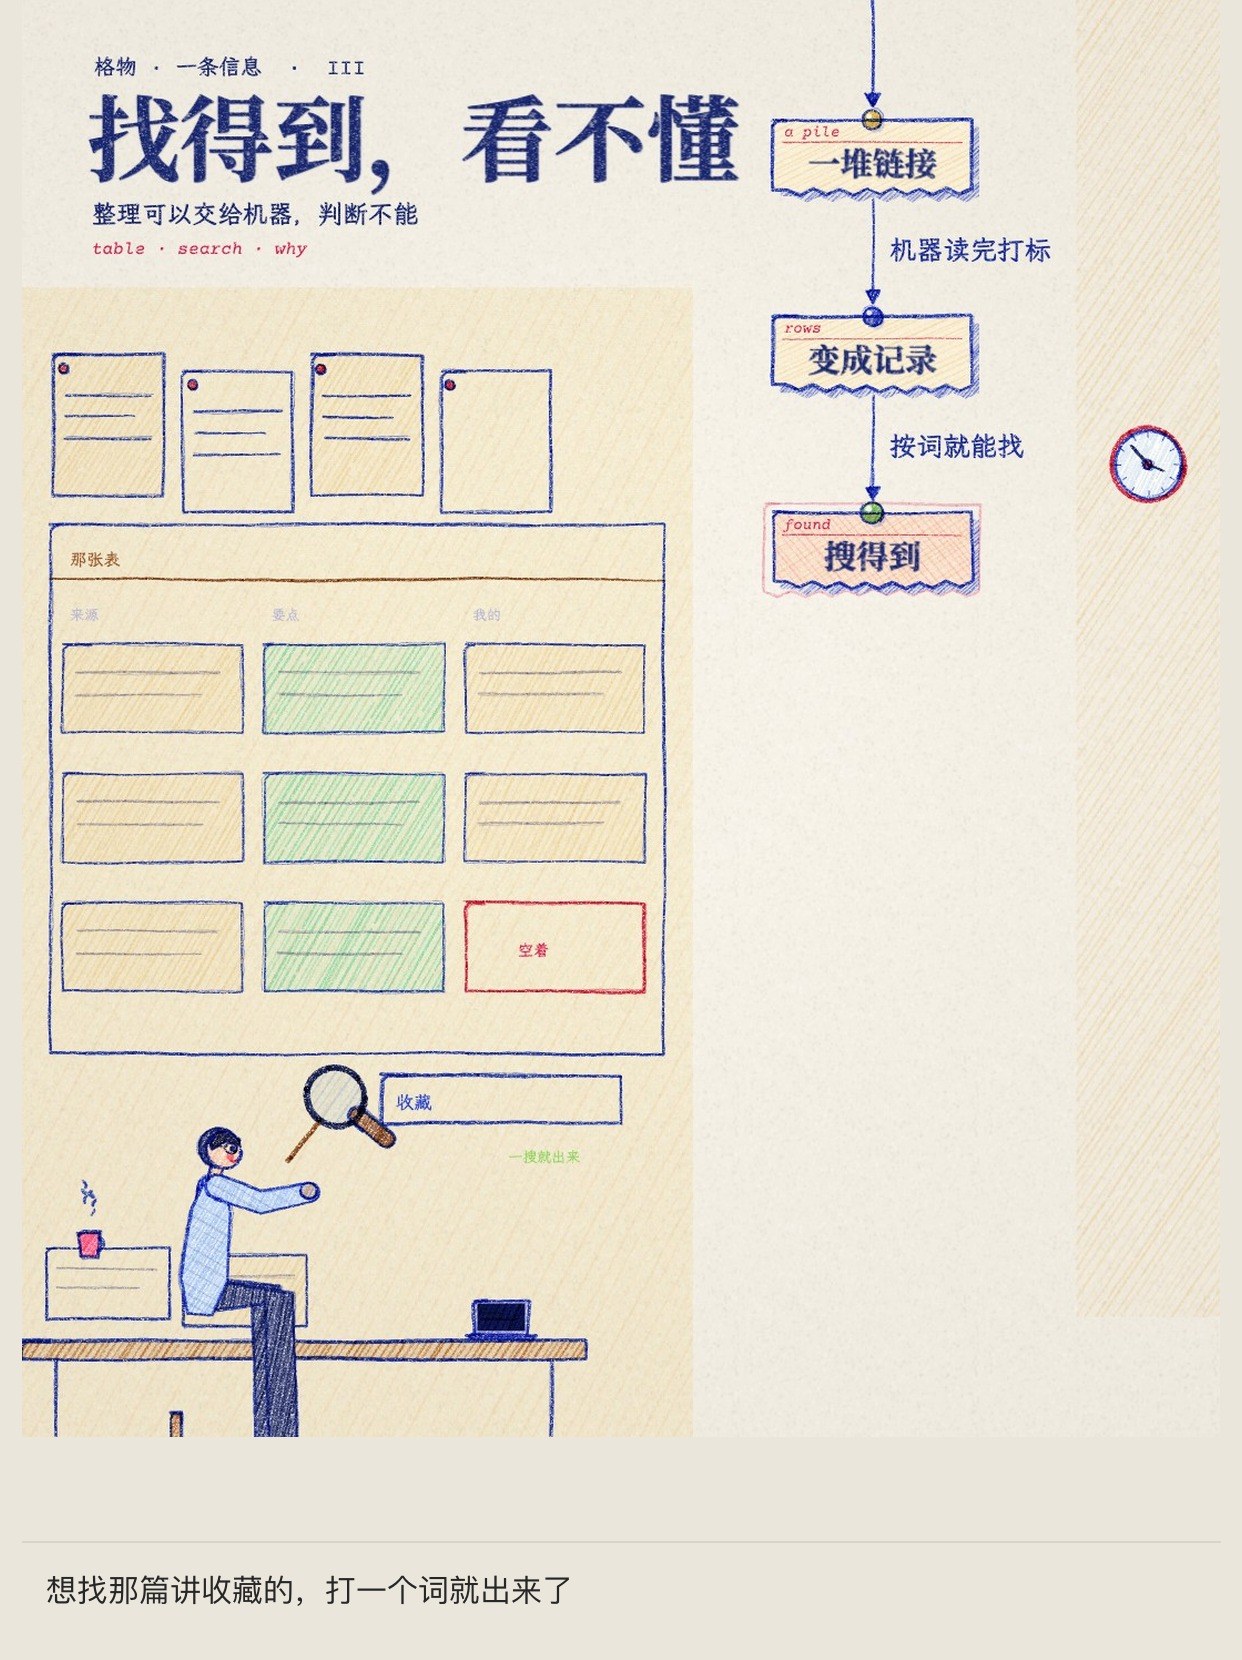 格物 · 一条信息 · III
找得到，看不懂
整理可以交给机器，判断不能
table · search · why
a pile
一堆链接
机器读完打标
rows
变成记录
按词就能找
found
搜得到
那张表
来源 要点 我的
空着
收藏
一搜就出来
想找那篇讲收藏的，打一个词就出来了